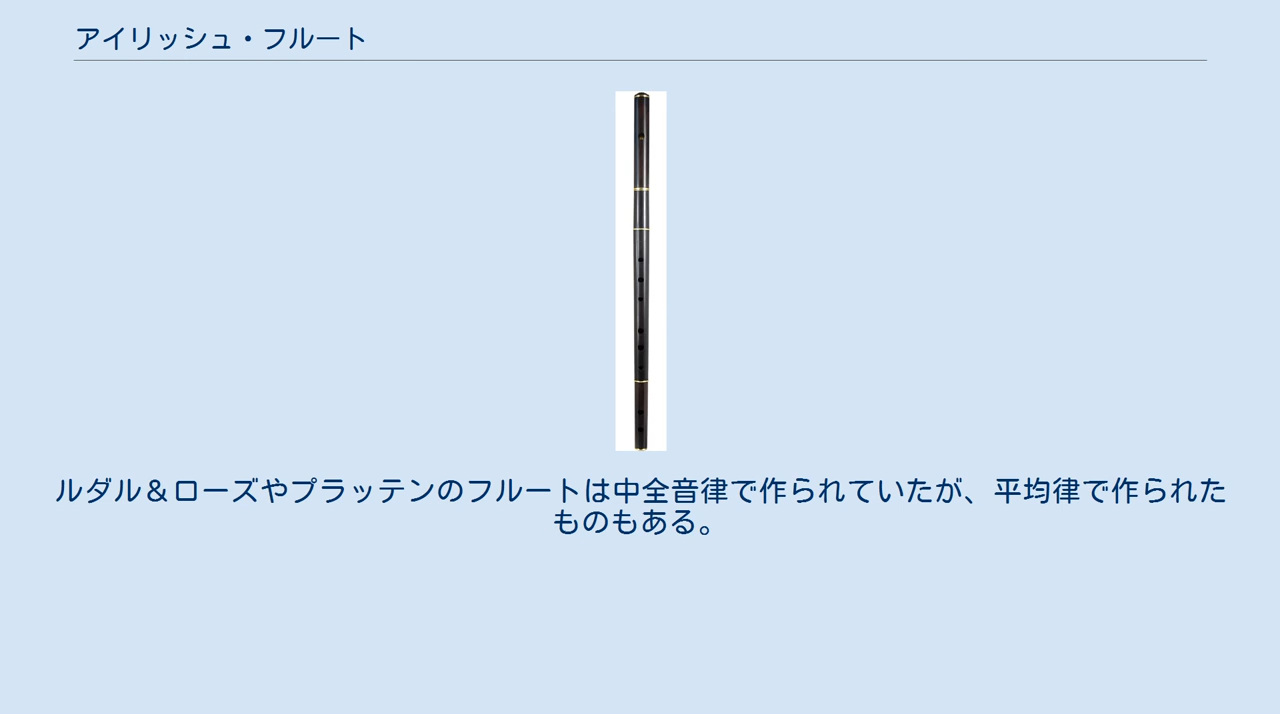 アイリッシュ・フルート
ルダル＆ローズやプラッテンのフルートは中全音律で作られていたが、平均律で作られた
ものもある。